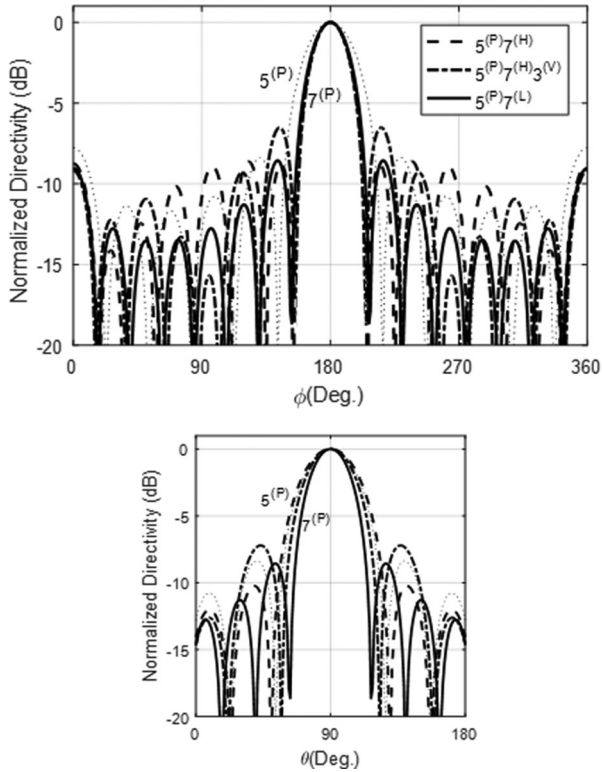 0
-5
-10
-15
-20
Normalized Directivity (dB)
5(P)
7(P)
5(P)7(H)
5(P)7(H)3(V)
5(P)7(L)
0
90
180
270
360
ϕ(Deg.)
0
-5
-10
-15
-20
Normalized Directivity (dB)
5(P)
7(P)
0
90
180
θ(Deg.)